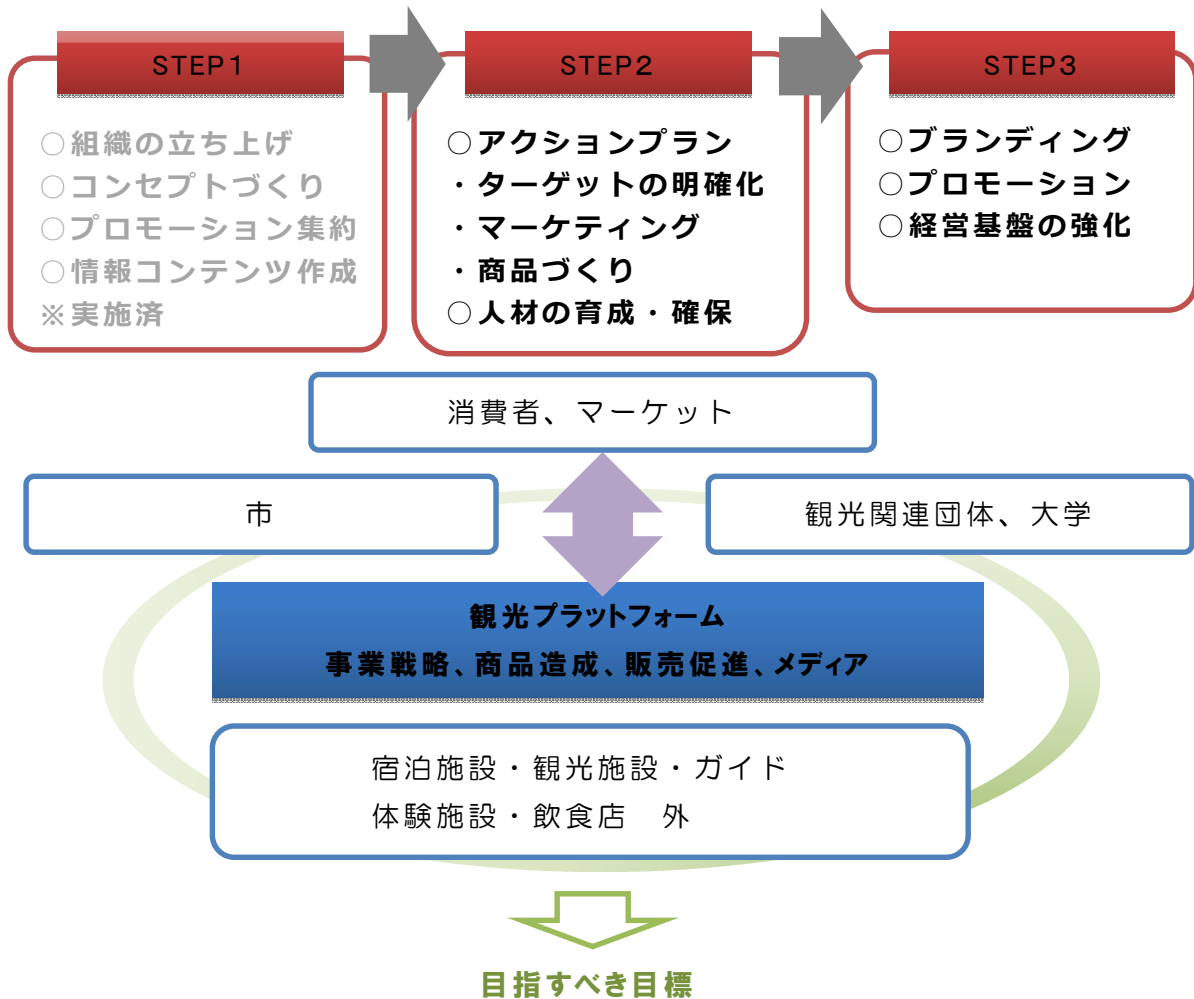 STEP1
○組織の立ち上げ
○コンセプトづくり
○プロモーション集約
○情報コンテンツ作成
※実施済
STEP2
○アクションプラン
・ターゲットの明確化
・マーケティング
・商品づくり
○人材の育成・確保
STEP3
○ブランディング
○プロモーション
○経営基盤の強化
消費者、マーケット
市
観光関連団体、大学
観光プラットフォーム
事業戦略、商品造成、販売促進、メディア
宿泊施設・観光施設・ガイド
体験施設・飲食店　外
目指すべき目標